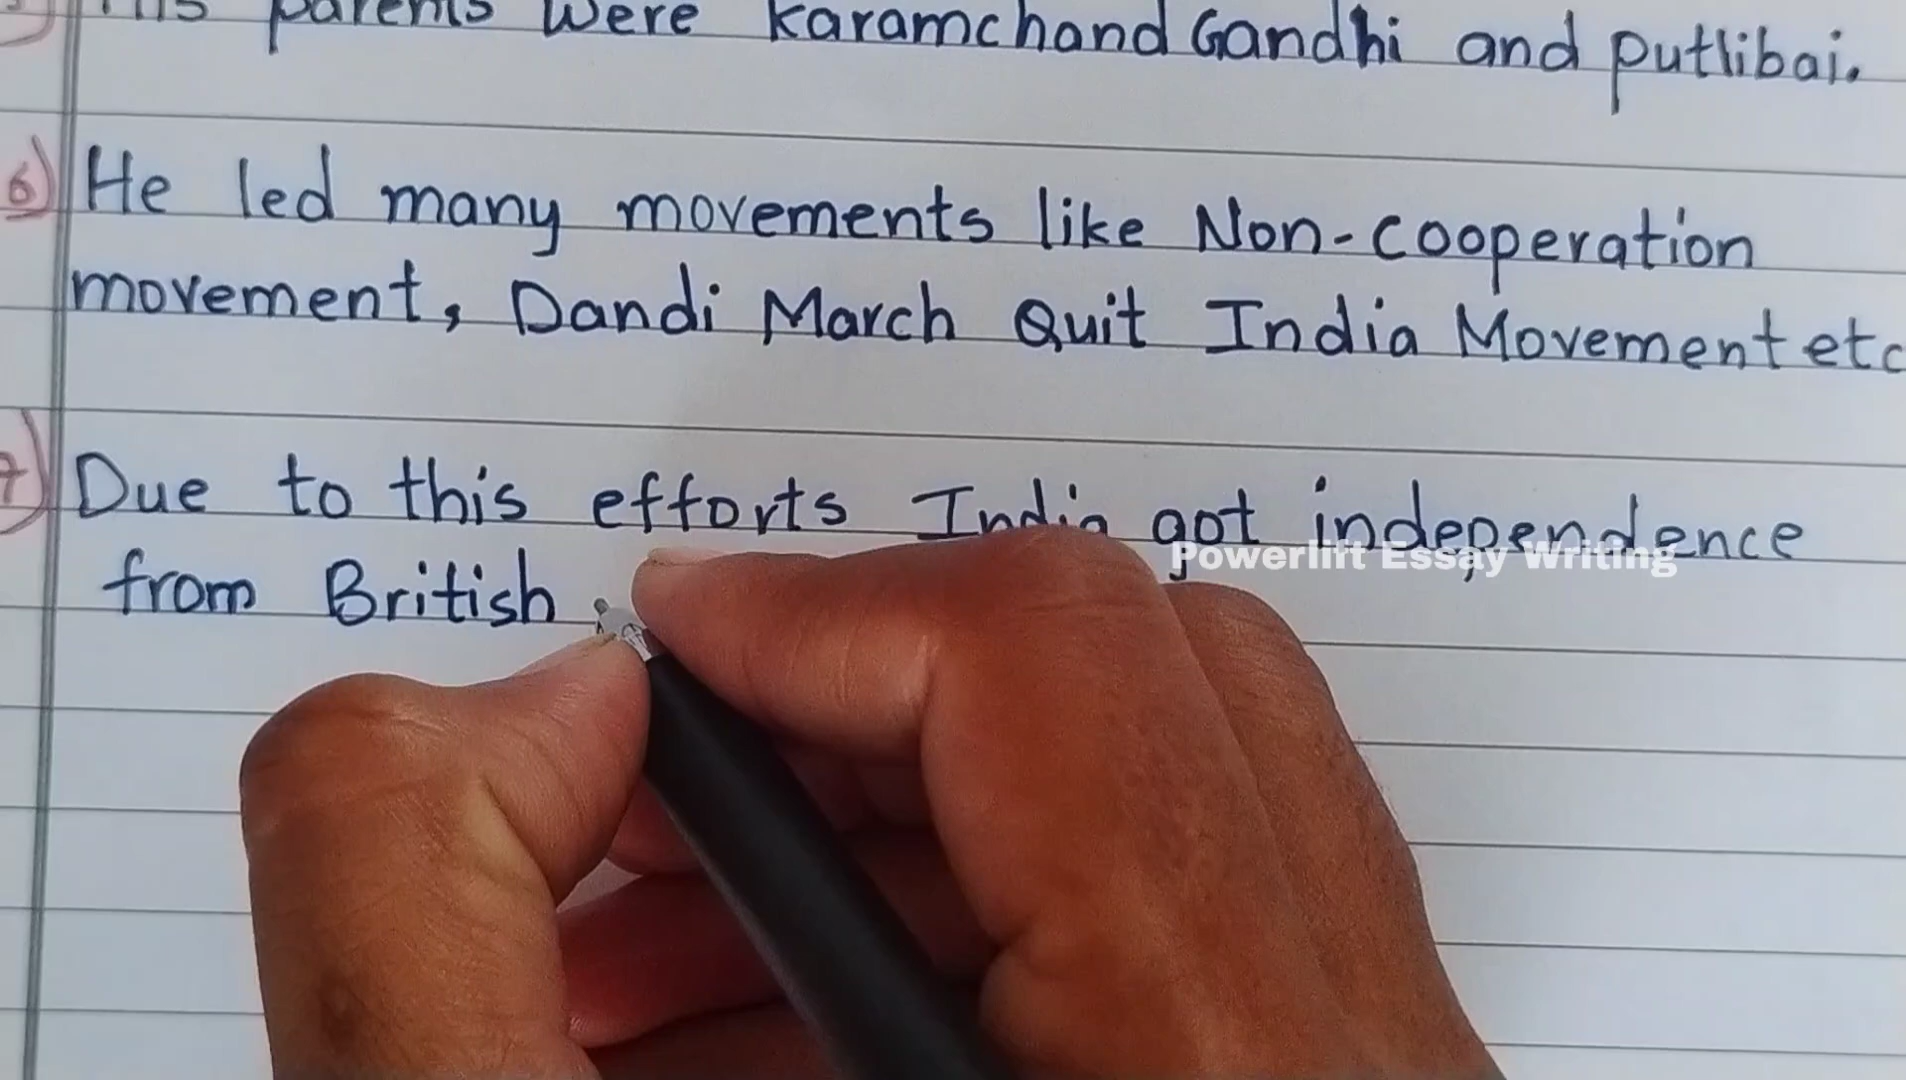 5) His parents were Karamchand Gandhi and putlibai.
6) He led many movements like Non-cooperation
movement, Dandi March Quit India Movement etc
7) Due to this efforts India got independence
Powerlift Essay Writing
from British